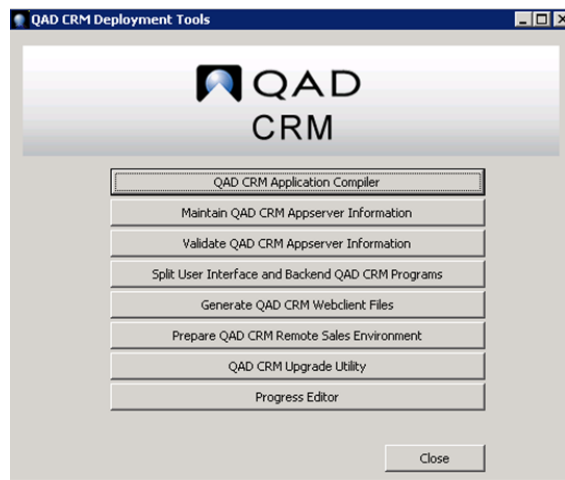 QAD CRM Deployment Tools
QAD
CRM
QAD CRM Application Compiler
Maintain QAD CRM Appserver Information
Validate QAD CRM Appserver Information
Split User Interface and Backend QAD CRM Programs
Generate QAD CRM Webclient Files
Prepare QAD CRM Remote Sales Environment
QAD CRM Upgrade Utility
Progress Editor
Close